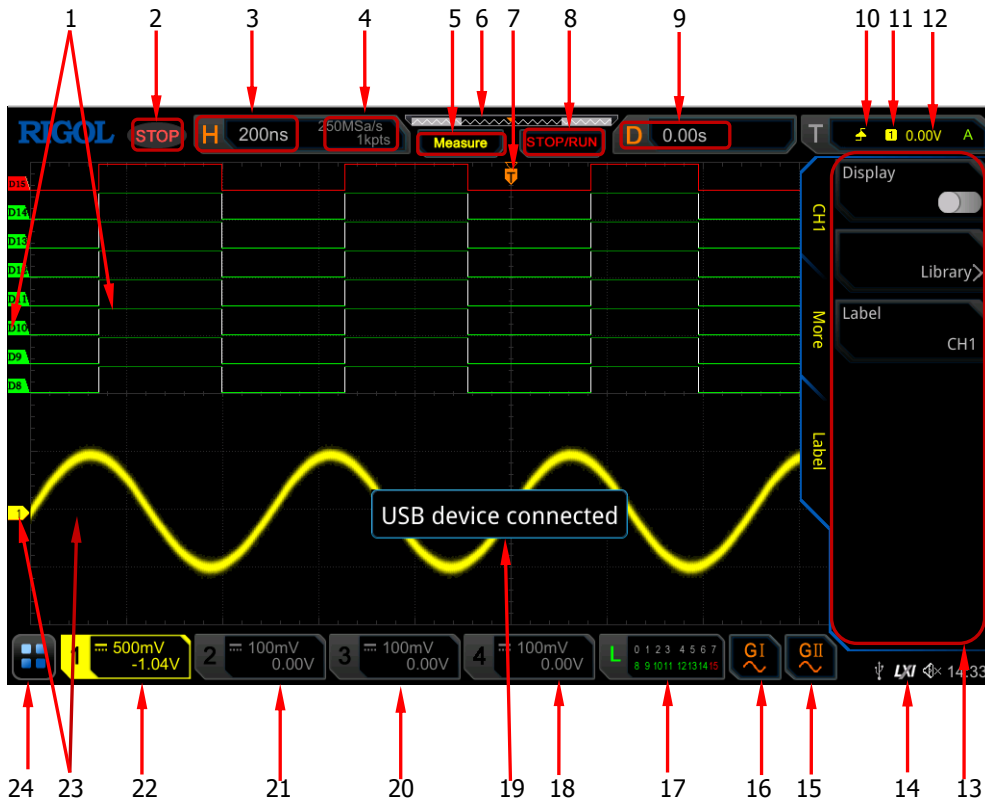 1 2 3 4 5 6 7 8 9 10 11 12
RIGOL STOP H 200ns 250MSa/s 1kpts Measure STOP/RUN D 0.00s T 1 0.00V A
T
D15
D14
D13
D12
D11
D10
D9
D8
1
CH1
More
Label
Display
Library>
Label
CH1
USB device connected
1 500mV -1.04V
2 100mV 0.00V
3 100mV 0.00V
4 100mV 0.00V
L 0 1 2 3 4 5 6 7
8 9 10 11 12 13 14 15
GI
GII
LXI 14:33
24 23 22 21 20 19 18 17 16 15 14 13